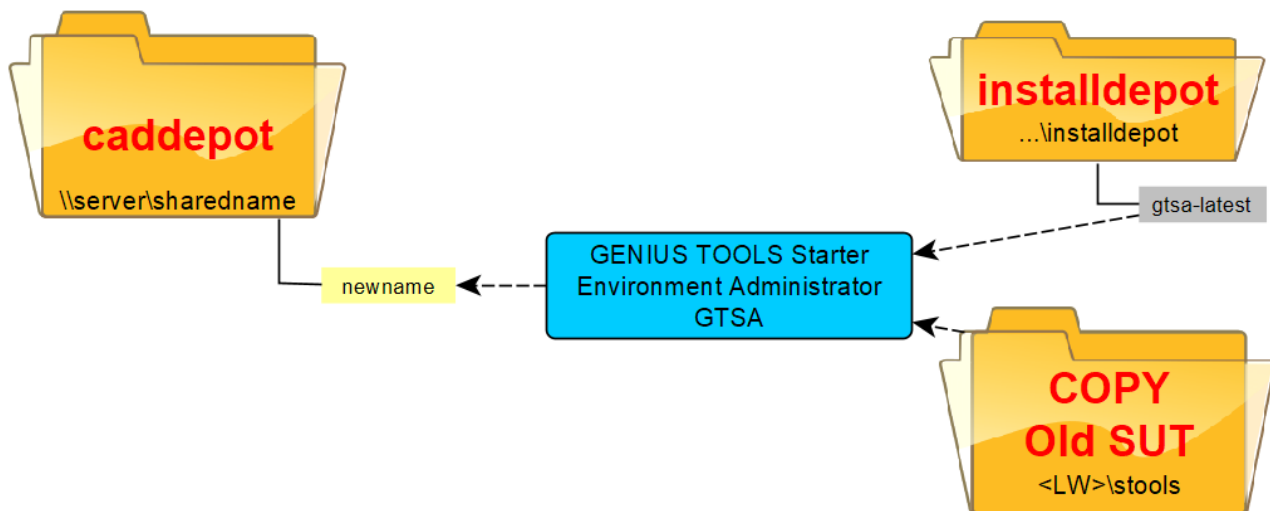 caddepot
\\server\sharedname
newname
GENIUS TOOLS Starter
Environment Administrator
GTSA
installdepot
...\installdepot
gtsa-latest
COPY
Old SUT
<LW>\stools